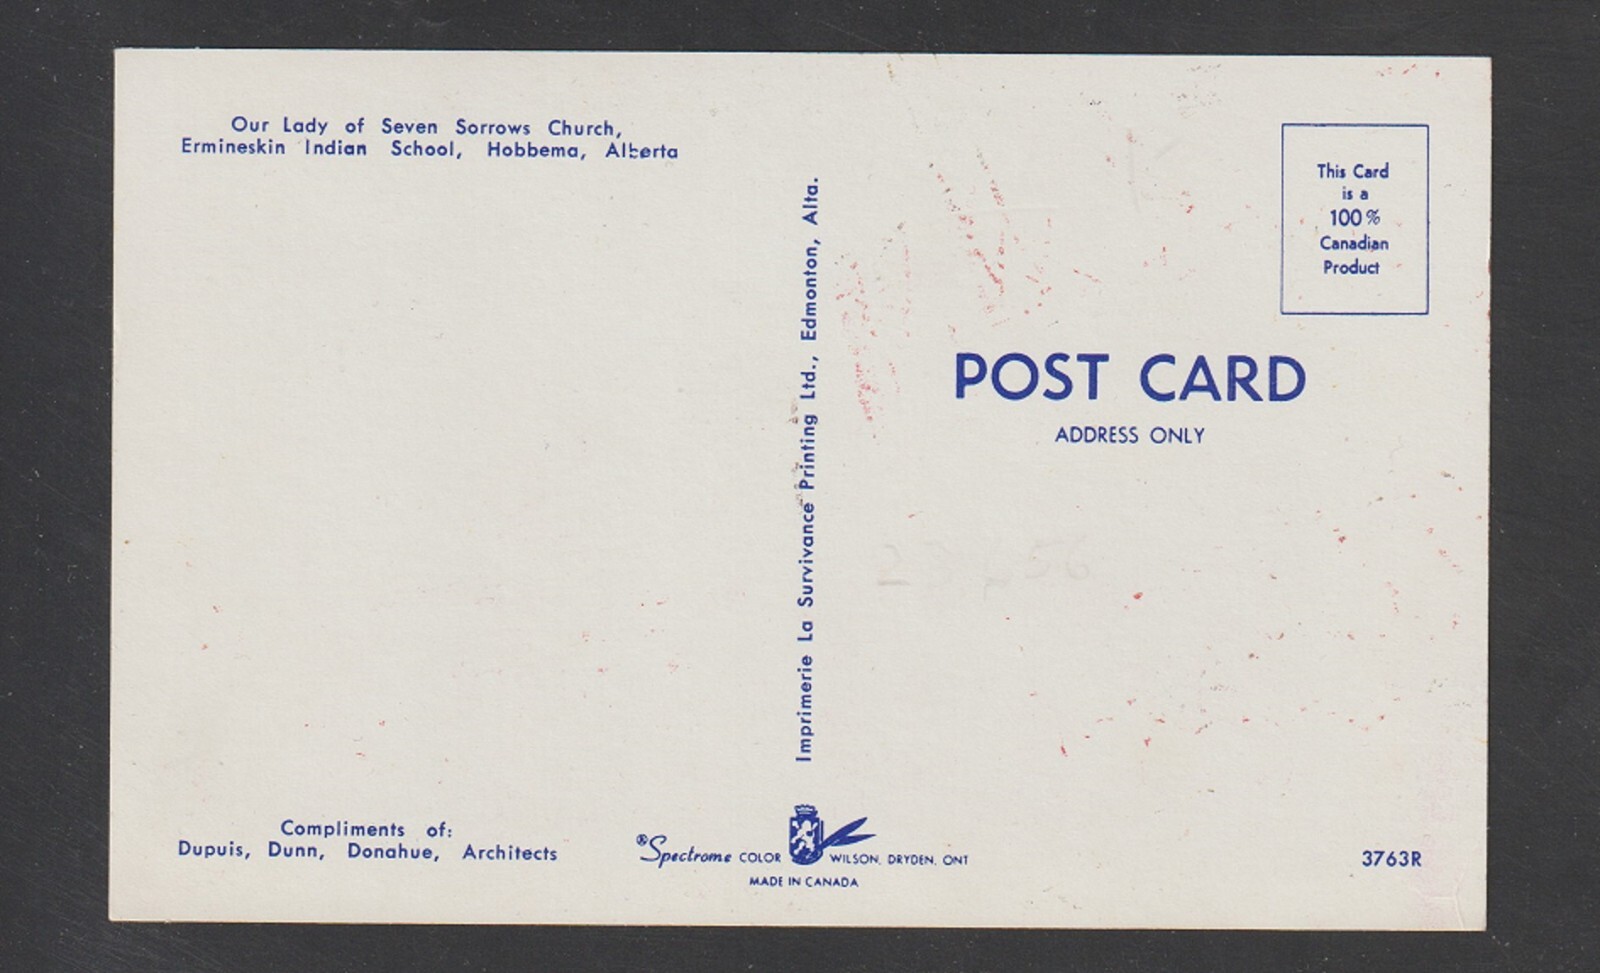 Our Lady of Seven Sorrows Church,
Ermineskin Indian School, Hobbema, Alberta
Compliments of:
Dupuis, Dunn, Donahue, Architects
Imprimerie La Survivance Printing Ltd., Edmonton, Alta.
®Spectrome COLOR WILSON, DRYDEN, ONT
MADE IN CANADA
This Card
is a
100%
Canadian
Product
POST CARD
ADDRESS ONLY
3763R